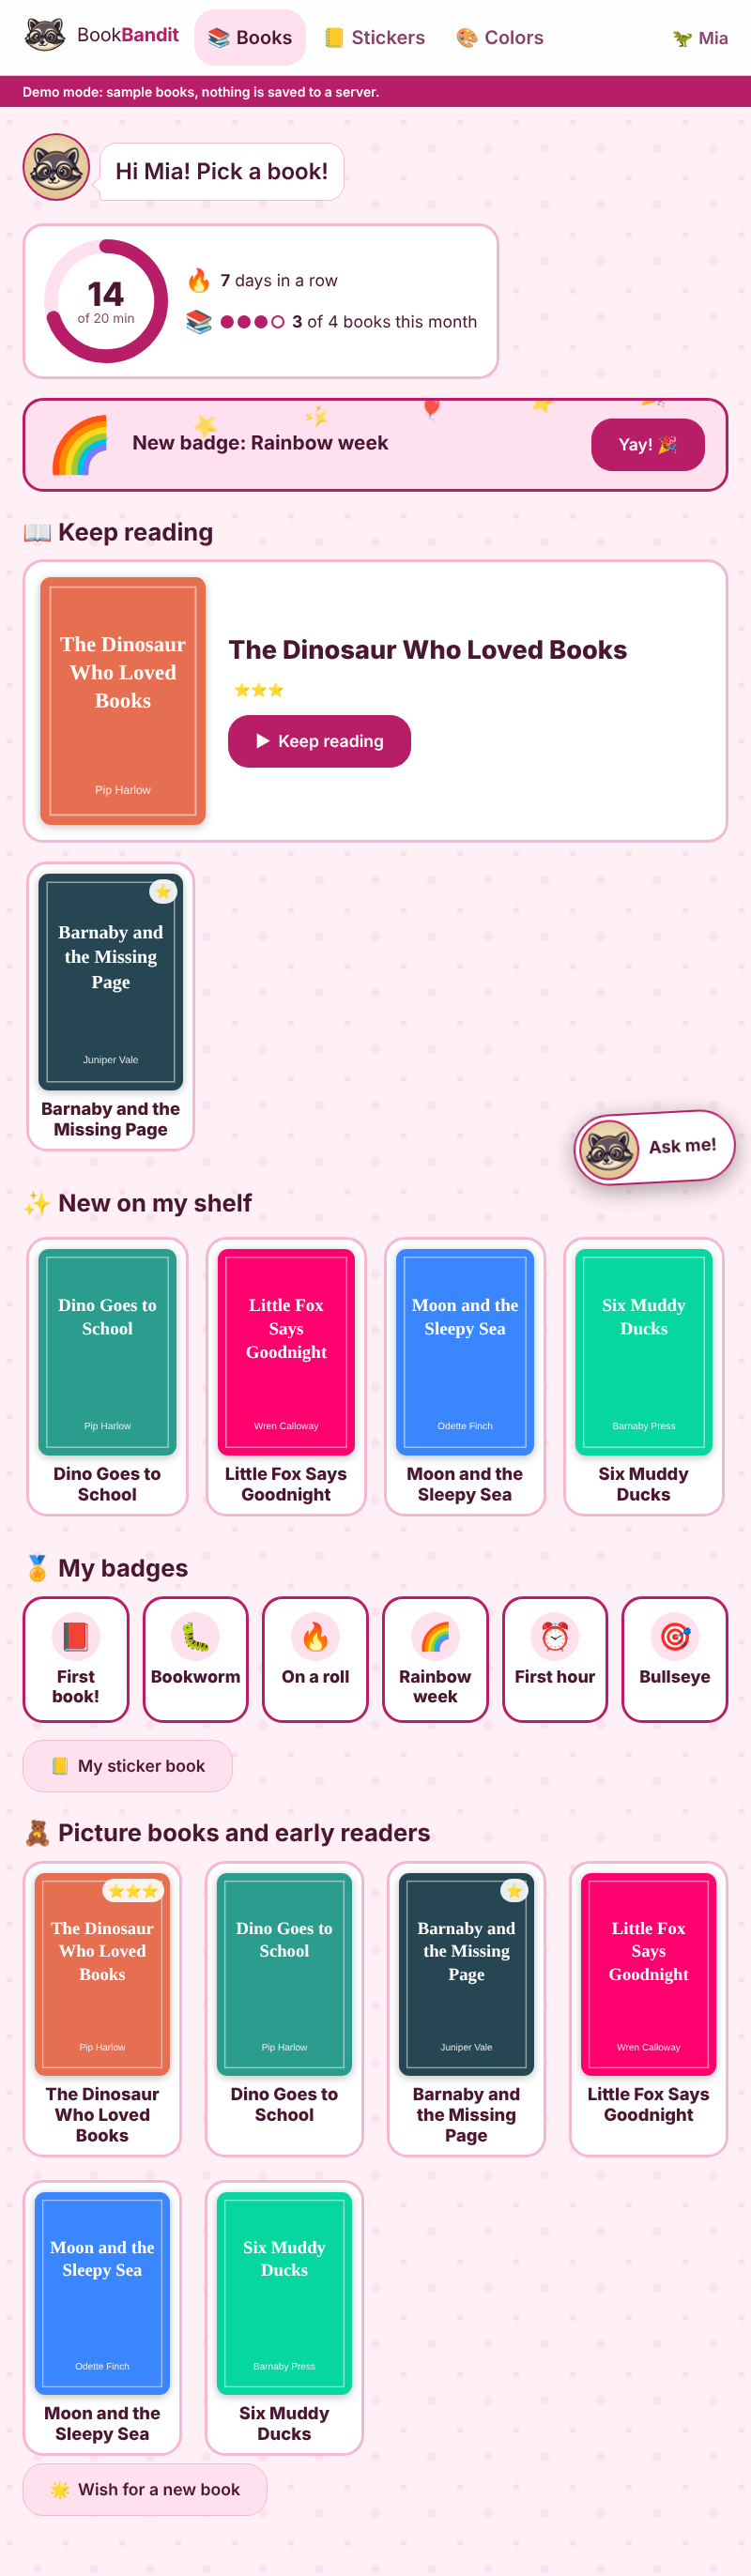 BookBandit
Books
Stickers
Colors
Mia
Demo mode: sample books, nothing is saved to a server.
Hi Mia! Pick a book!
14
of 20 min
7 days in a row
3 of 4 books this month
New badge: Rainbow week
Yay!
Keep reading
The Dinosaur
Who Loved
Books
Pip Harlow
The Dinosaur Who Loved Books
Keep reading
Barnaby and
the Missing
Page
Juniper Vale
Barnaby and the
Missing Page
Ask me!
New on my shelf
Dino Goes to
School
Pip Harlow
Dino Goes to
School
Little Fox
Says
Goodnight
Wren Calloway
Little Fox Says
Goodnight
Moon and the
Sleepy Sea
Odette Finch
Moon and the
Sleepy Sea
Six Muddy
Ducks
Barnaby Press
Six Muddy
Ducks
My badges
First
book!
Bookworm
On a roll
Rainbow
week
First hour
Bullseye
My sticker book
Picture books and early readers
The Dinosaur
Who Loved
Books
Pip Harlow
The Dinosaur
Who Loved
Books
Dino Goes to
School
Pip Harlow
Dino Goes to
School
Barnaby and
the Missing
Page
Juniper Vale
Barnaby and
the Missing
Page
Little Fox
Says
Goodnight
Wren Calloway
Little Fox Says
Goodnight
Moon and the
Sleepy Sea
Odette Finch
Moon and the
Sleepy Sea
Six Muddy
Ducks
Barnaby Press
Six Muddy
Ducks
Wish for a new book